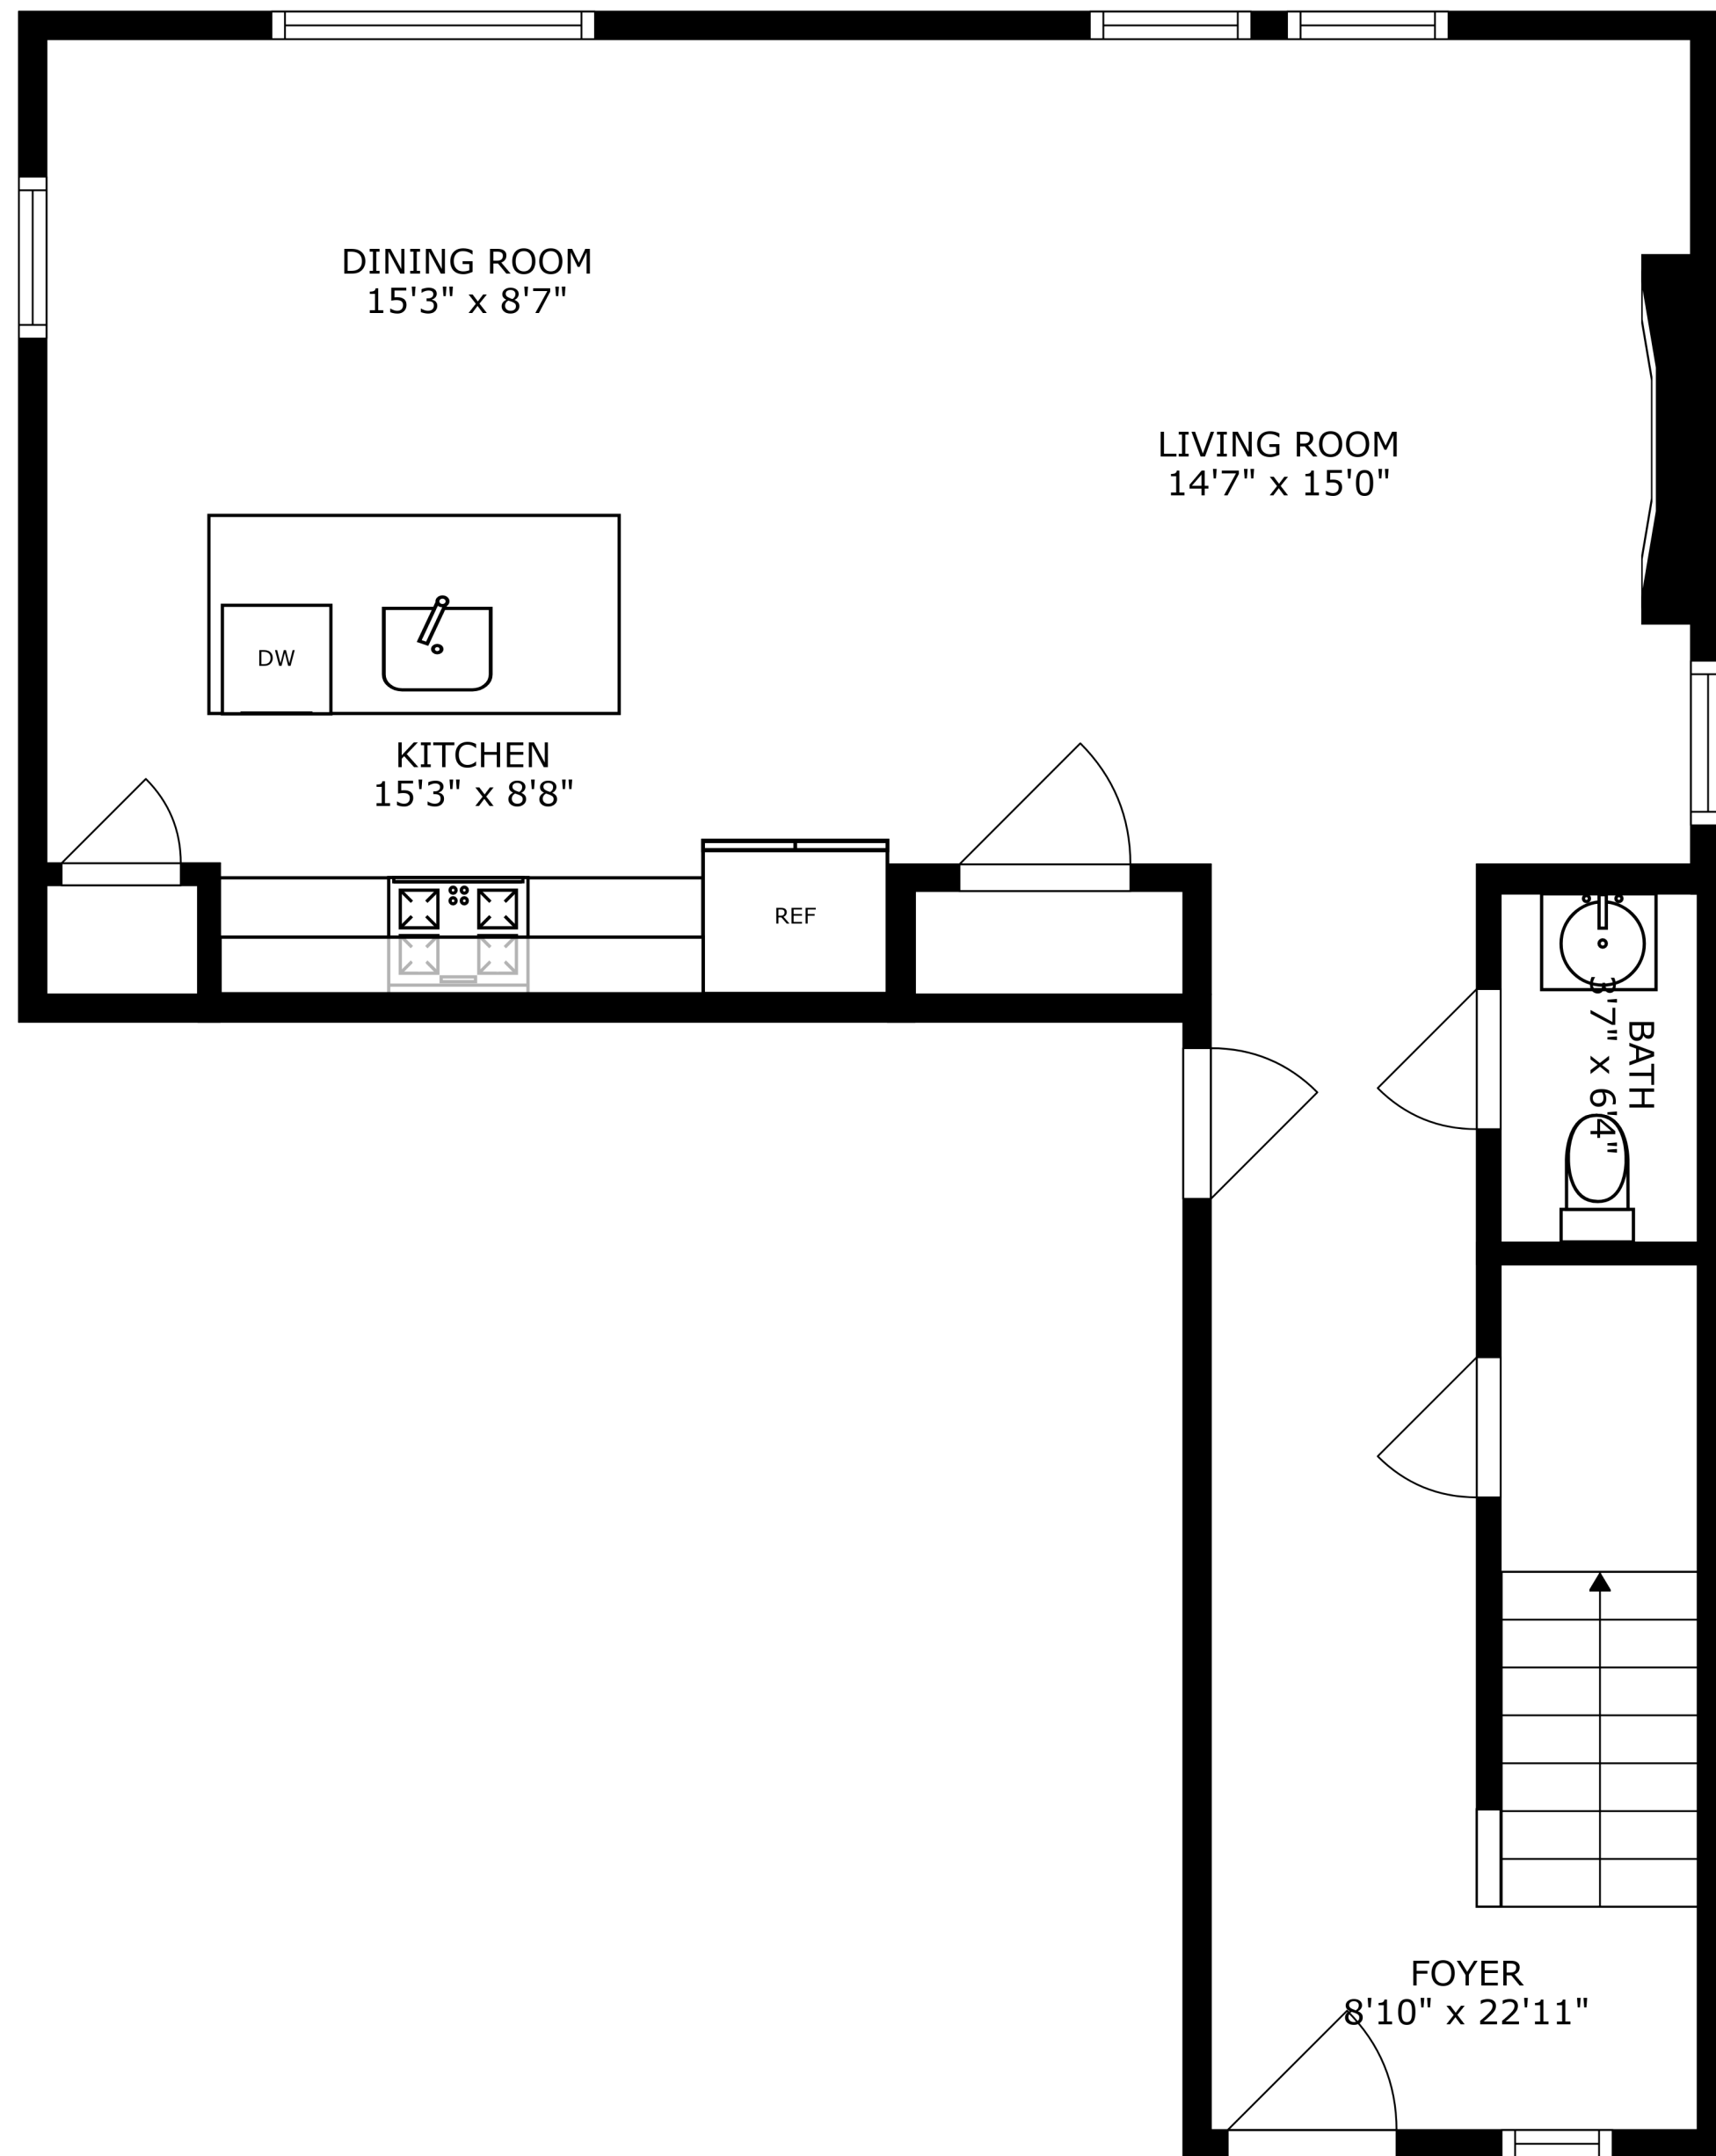 DINING ROOM
15'3" x 8'7"
LIVING ROOM
14'7" x 15'0"
DW
KITCHEN
15'3" x 8'8"
REF
BATH
3'7" x 6'4"
FOYER
8'10" x 22'11"